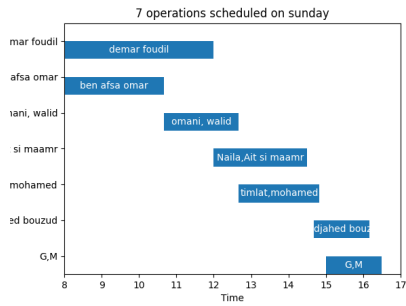 7 operations scheduled on sunday
mar foudil
demar foudil
afsa omar
ben afsa omar
nani, walid
omani, walid
si maamr
Naila,Ait si maamr
mohamed
timlat,mohamed
ed bouzud
djahed bouz
G,M
G,M
8 9 10 11 12 13 14 15 16 17
Time